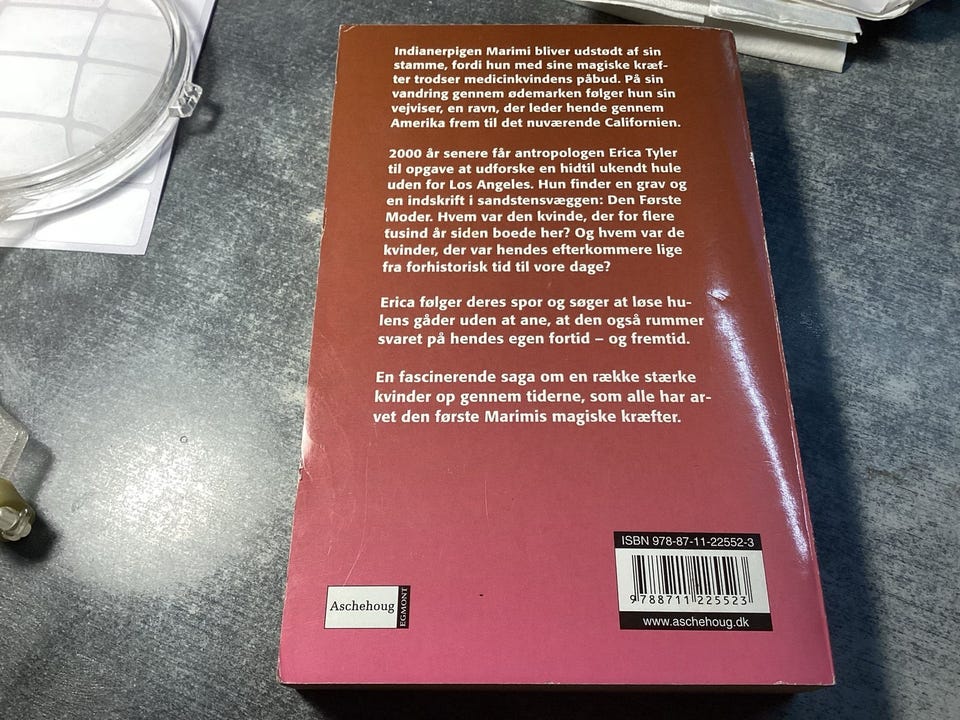 Indianerpigen Marimi bliver udstødt af sin
stamme, fordi hun med sine magiske kræf-
ter trodser medicinkvindens påbud. På sin
vandring gennem ødemarken følger hun sin
vejviser, en ravn, der leder hende gennem
Amerika frem til det nuværende Californien.
2000 år senere får antropologen Erica Tyler
til opgave at udforske en hidtil ukendt hule
uden for Los Angeles. Hun finder en grav og
en indskrift i sandstensvæggen: Den Første
Moder. Hvem var den kvinde, der for flere
tusind år siden boede her? Og hvem var de
kvinder, der var hendes efterkommere lige
fra forhistorisk tid til vore dage?
Erica følger deres spor og søger at løse hu-
lens gåder uden at ane, at den også rummer
svaret på hendes egen fortid – og fremtid.
En fascinerende saga om en række stærke
kvinder op gennem tiderne, som alle har ar-
vet den første Marimis magiske kræfter.
Aschehoug
EGMONT
ISBN 978-87-11-22552-3
9 788711 225523
www.aschehoug.dk